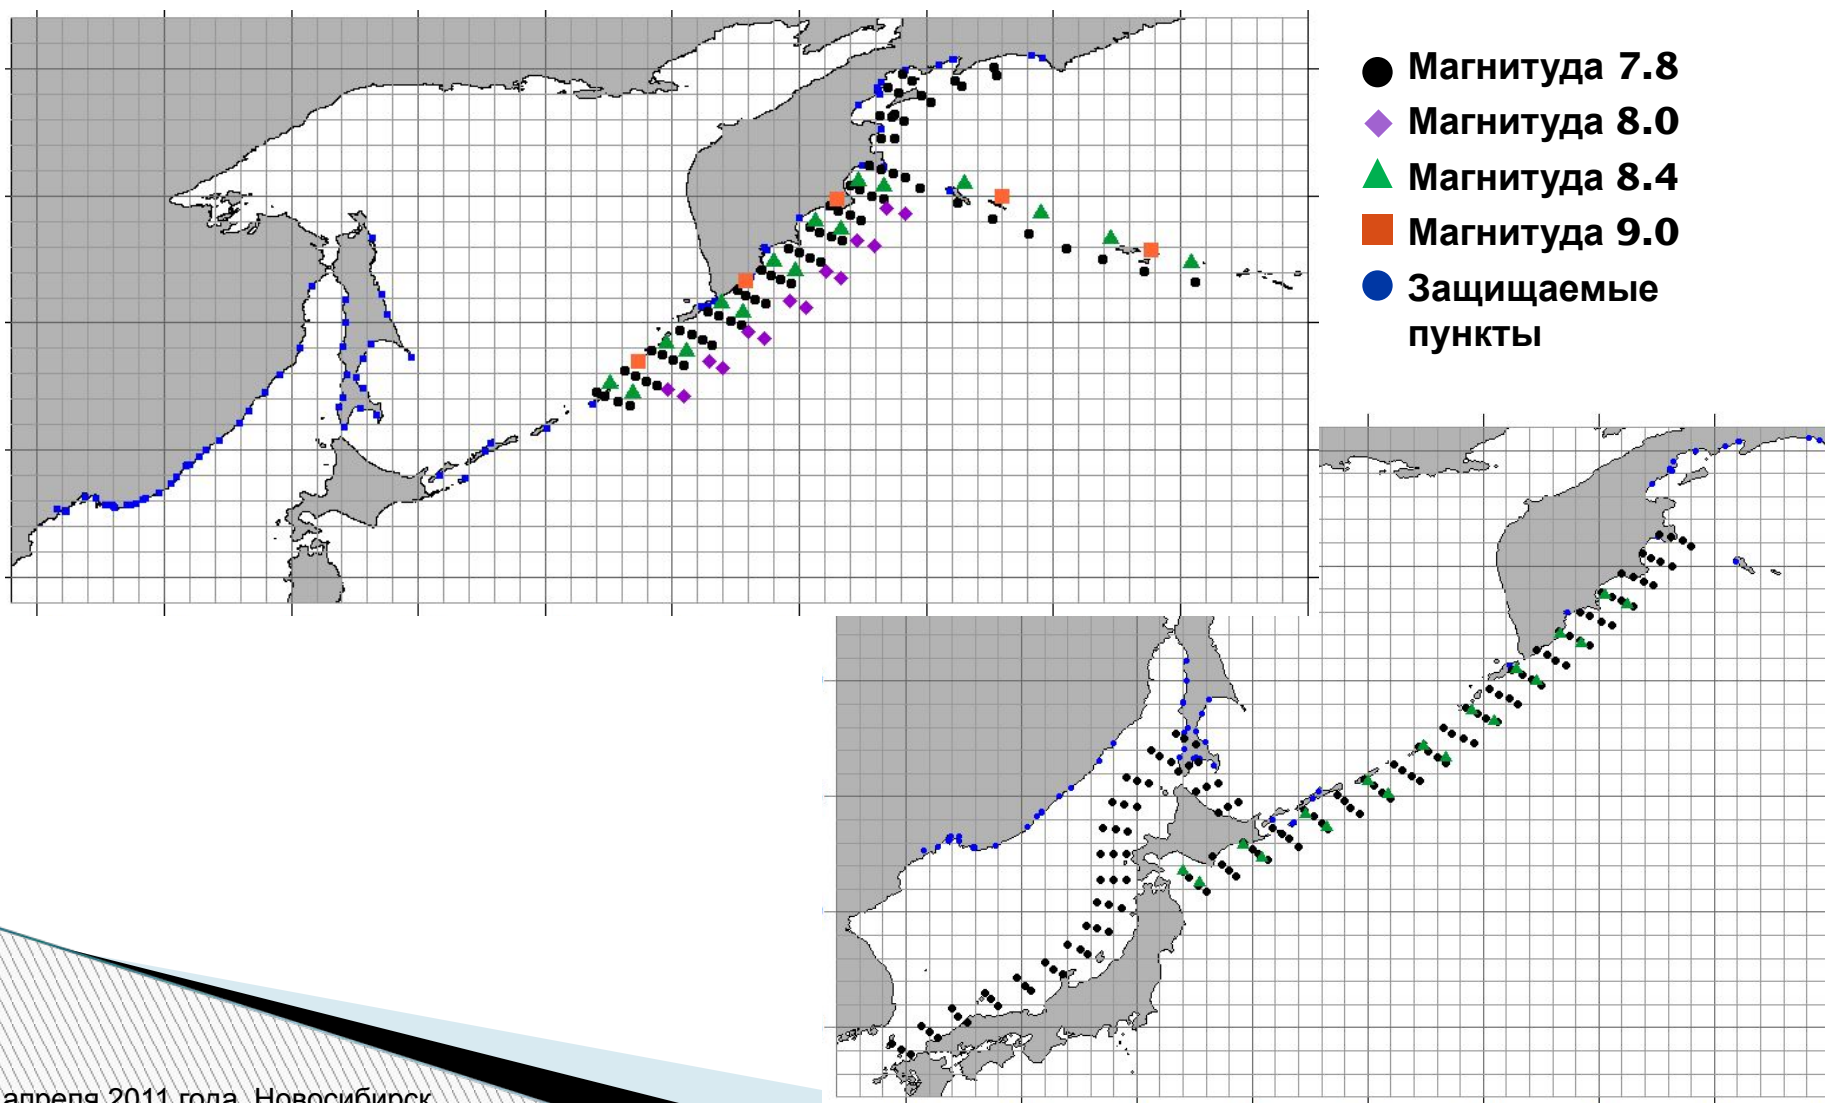 Магнитуда 7.8
Магнитуда 8.0
Магнитуда 8.4
Магнитуда 9.0
Защищаемые
пункты
апреля 2011 года, Новосибирск